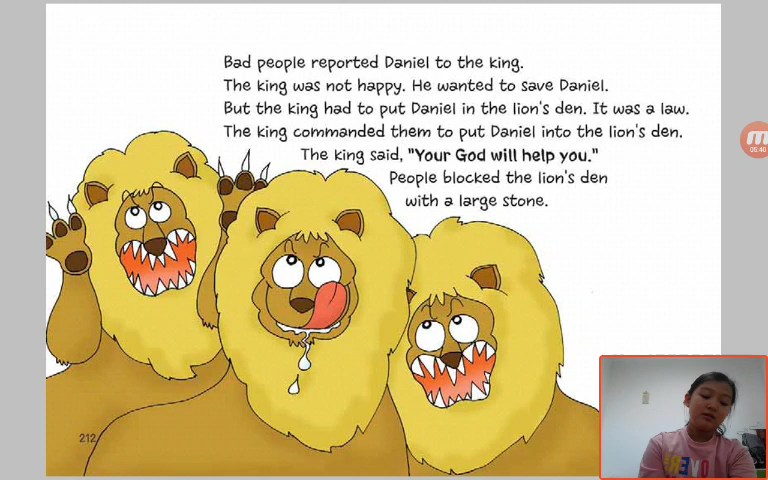 Bad people reported Daniel to the king.
The king was not happy. He wanted to save Daniel.
But the king had to put Daniel in the lion's den. It was a law.
The king commanded them to put Daniel into the lion's den.
The king said, "Your God will help you."
People blocked the lion's den
with a large stone.
212
05:40